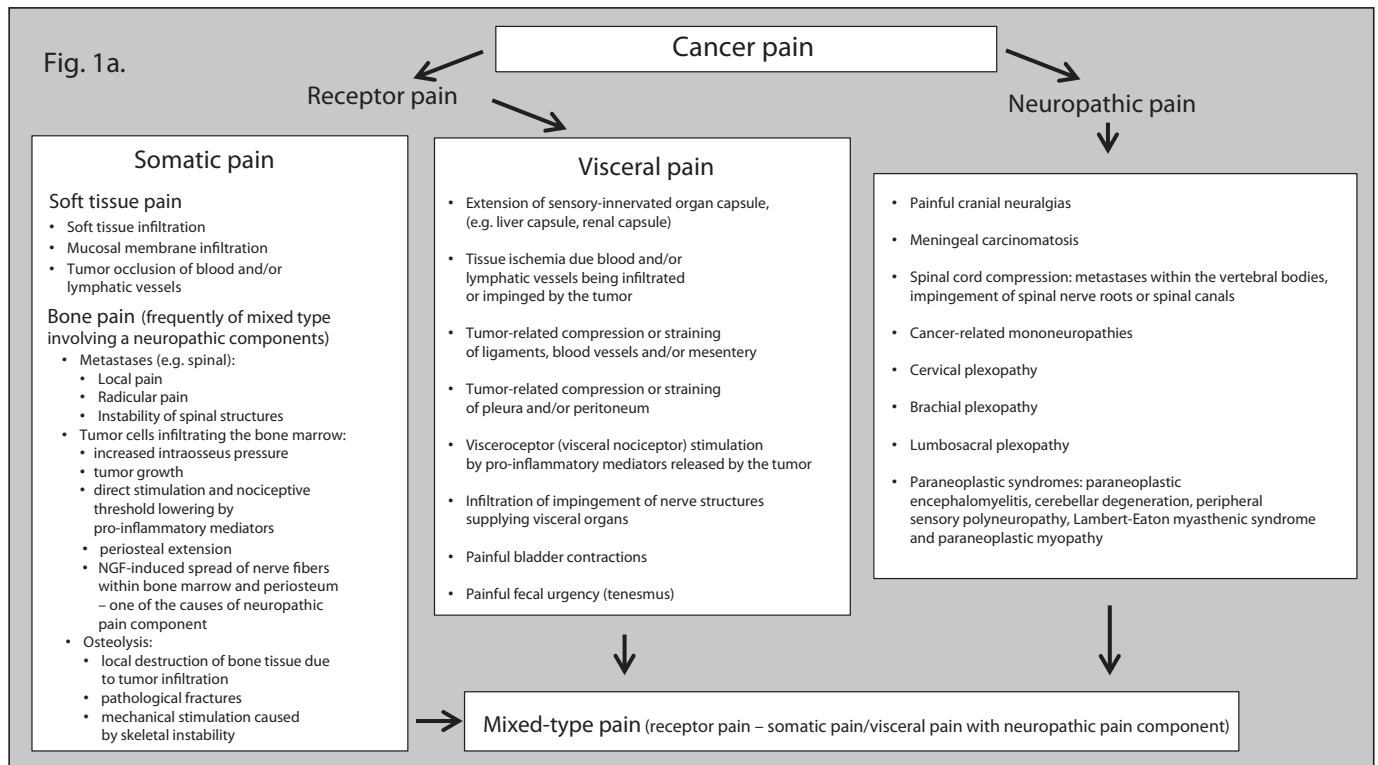 Fig. 1a.
Cancer pain
Receptor pain
Neuropathic pain
Somatic pain
Soft tissue pain
• Soft tissue infiltration
• Mucosal membrane infiltration
• Tumor occlusion of blood and/or
lymphatic vessels
Bone pain (frequently of mixed type
involving a neuropathic components)
• Metastases (e.g. spinal):
• Local pain
• Radicular pain
• Instability of spinal structures
• Tumor cells infiltrating the bone marrow:
• increased intraosseus pressure
• tumor growth
• direct stimulation and nociceptive
threshold lowering by
pro-inflammatory mediators
• periosteal extension
• NGF-induced spread of nerve fibers
within bone marrow and periosteum
– one of the causes of neuropathic
pain component
• Osteolysis:
• local destruction of bone tissue due
to tumor infiltration
• pathological fractures
• mechanical stimulation caused
by skeletal instability
Visceral pain
• Extension of sensory-innervated organ capsule,
(e.g. liver capsule, renal capsule)
• Tissue ischemia due blood and/or
lymphatic vessels being infiltrated
or impinged by the tumor
• Tumor-related compression or straining
of ligaments, blood vessels and/or mesentery
• Tumor-related compression or straining
of pleura and/or peritoneum
• Visceroceptor (visceral nociceptor) stimulation
by pro-inflammatory mediators released by the tumor
• Infiltration of impingement of nerve structures
supplying visceral organs
• Painful bladder contractions
• Painful fecal urgency (tenesmus)
• Painful cranial neuralgias
• Meningeal carcinomatosis
• Spinal cord compression: metastases within the vertebral bodies,
impingement of spinal nerve roots or spinal canals
• Cancer-related mononeuropathies
• Cervical plexopathy
• Brachial plexopathy
• Lumbosacral plexopathy
• Paraneoplastic syndromes: paraneoplastic
encephalomyelitis, cerebellar degeneration, peripheral
sensory polyneuropathy, Lambert-Eaton myasthenic syndrome
and paraneoplastic myopathy
Mixed-type pain (receptor pain – somatic pain/visceral pain with neuropathic pain component)